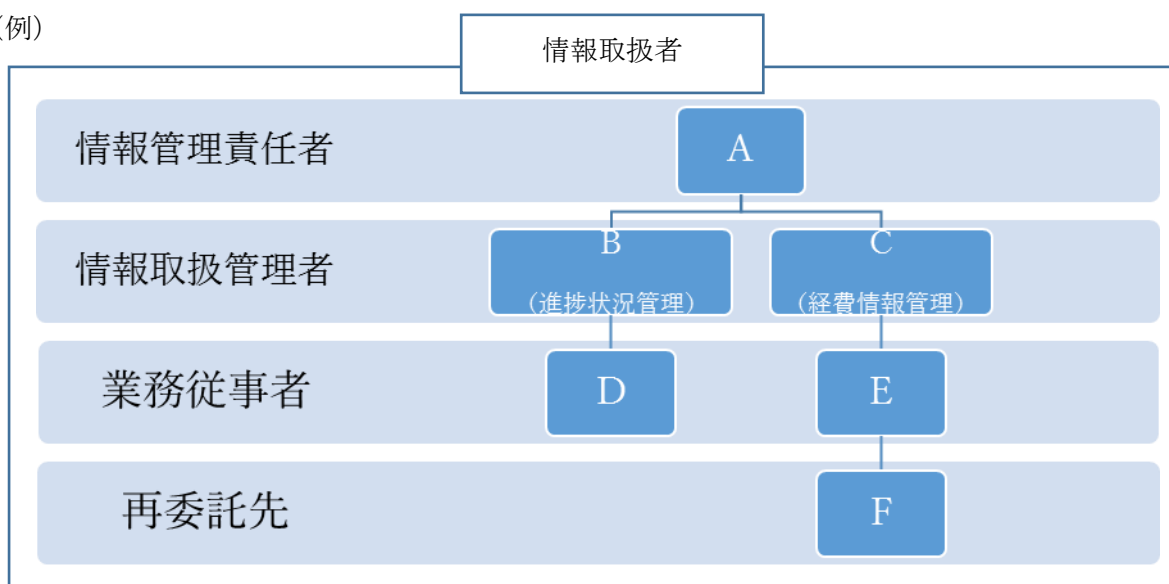 （例）
情報取扱者
情報管理責任者
A
情報取扱管理者
B
（進捗状況管理）
C
（経費情報管理）
業務従事者
D
E
再委託先
F